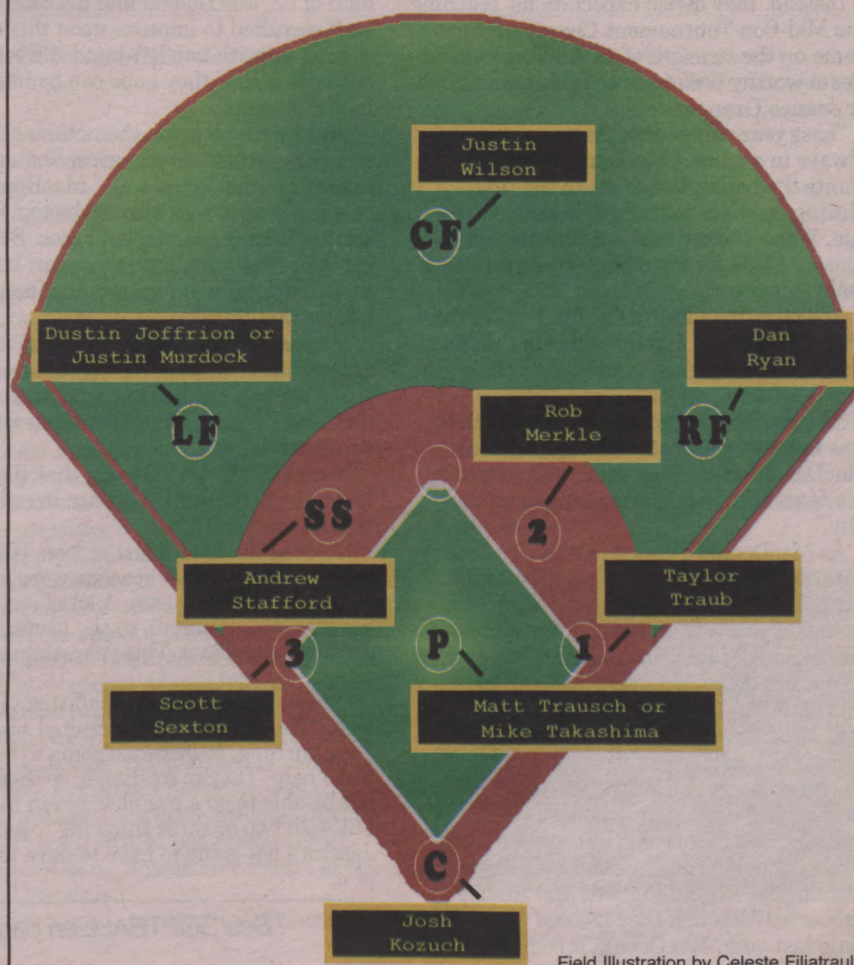 Justin
Wilson
CF
Dustin Joffrion or
Justin Murdock
Dan
Ryan
LF
Rob
Merkle
RF
SS
2
Andrew
Stafford
Taylor
Traub
3
P
1
Scott
Sexton
Matt Trausch or
Mike Takashima
C
Josh
Kozuch
Field Illustration by Celeste Filiatraul